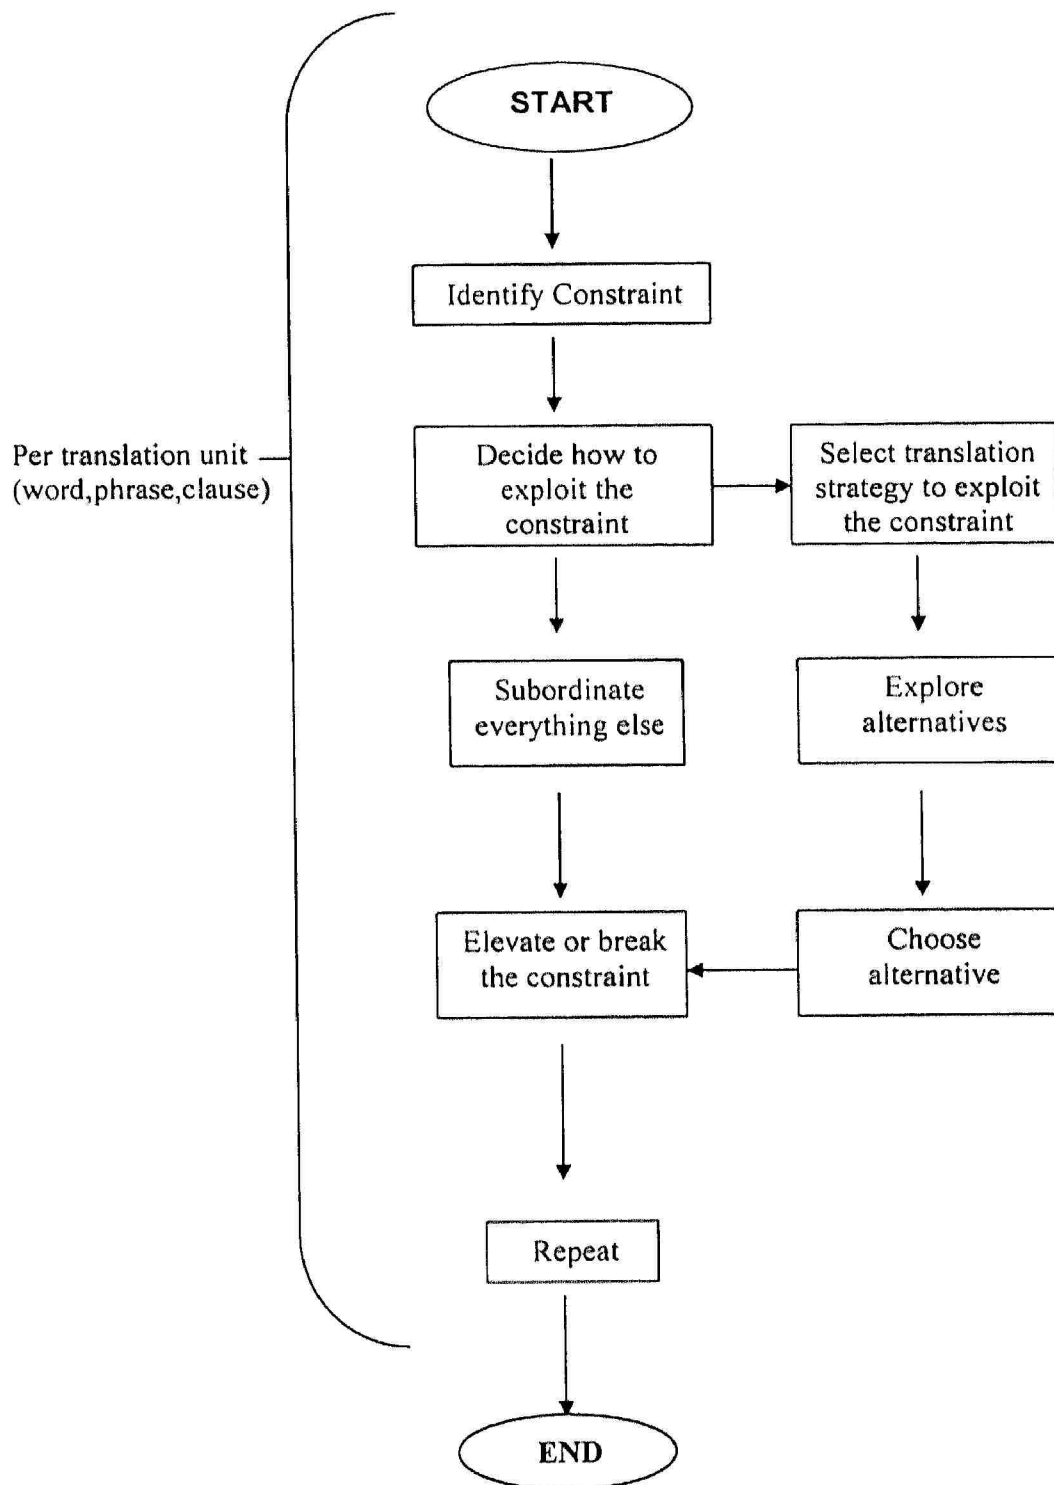 START
Identify Constraint
Per translation unit
(word,phrase,clause)
Decide how to
exploit the
constraint
Select translation
strategy to exploit
the constraint
Subordinate
everything else
Explore
alternatives
Elevate or break
the constraint
Choose
alternative
Repeat
END